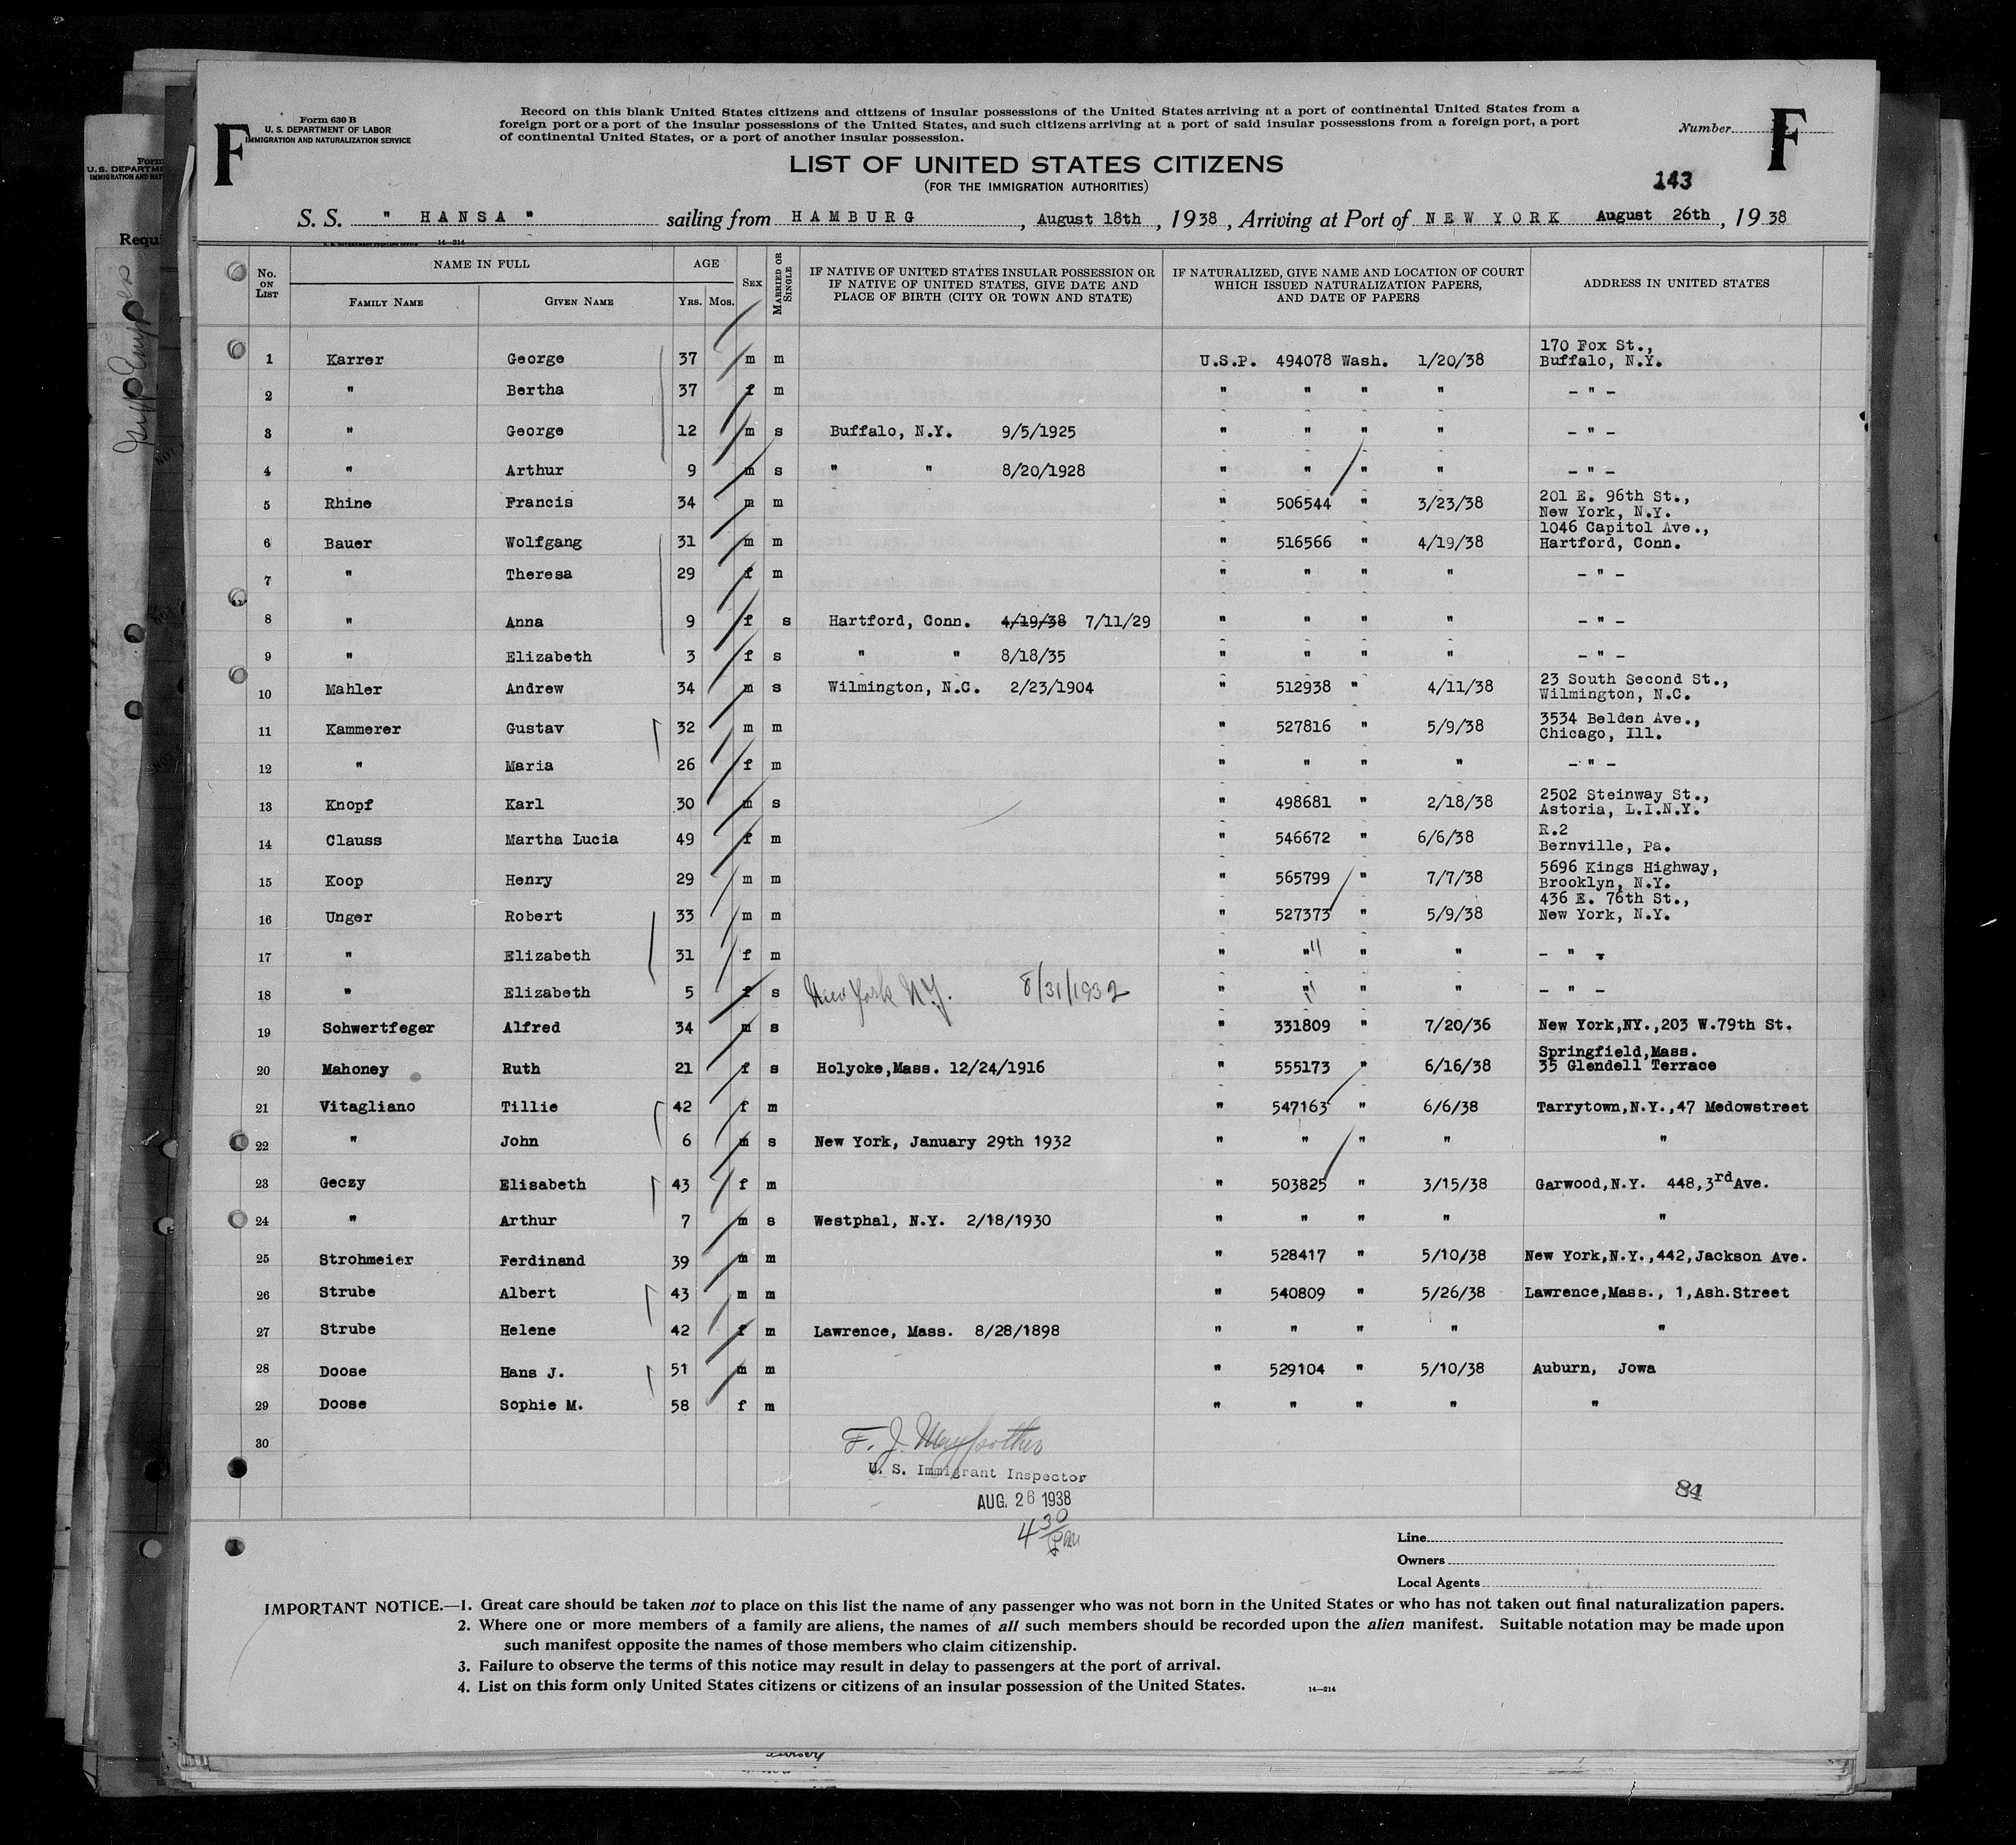 Form 630 B
U. S. DEPARTMENT OF LABOR
IMMIGRATION AND NATURALIZATION SERVICE
F
Record on this blank United States citizens and citizens of insular possessions of the United States arriving at a port of continental United States from a
foreign port or a port of the insular possessions of the United States, and such citizens arriving at a port of said insular possessions from a foreign port, a port
of continental United States, or a port of another insular possession.
Number
F
LIST OF UNITED STATES CITIZENS
(FOR THE IMMIGRATION AUTHORITIES)
143
S. S. " HANSA " sailing from HAMBURG, August 18th, 1938, Arriving at Port of NEW YORK August 26th, 1938
No. ON LIST
NAME IN FULL
FAMILY NAME GIVEN NAME
AGE
YRS. MOS.
SEX
MARRIED OR SINGLE
IF NATIVE OF UNITED STATES INSULAR POSSESSION OR
IF NATIVE OF UNITED STATES, GIVE DATE AND
PLACE OF BIRTH (CITY OR TOWN AND STATE)
IF NATURALIZED, GIVE NAME AND LOCATION OF COURT
WHICH ISSUED NATURALIZATION PAPERS,
AND DATE OF PAPERS
ADDRESS IN UNITED STATES
1 Karrer George 37 m m U.S.P. 494078 Wash. 1/20/38 170 Fox St., Buffalo, N.Y.
2 " Bertha 37 f m " " " " - " -
3 " George 12 m s Buffalo, N.Y. 9/5/1925 " " " " - " -
4 " Arthur 9 m s " " 8/20/1928 " " " " - " -
5 Rhine Francis 34 m m " 506544 " 3/23/38 201 E. 96th St., New York, N.Y.
6 Bauer Wolfgang 31 m m " 516566 " 4/19/38 1046 Capitol Ave., Hartford, Conn.
7 " Theresa 29 f m " " " " - " -
8 " Anna 9 f s Hartford, Conn. 4/19/38 7/11/29 " " " " - " -
9 " Elizabeth 3 f s " " 8/18/35 " " " " - " -
10 Mahler Andrew 34 m s Wilmington, N.C. 2/23/1904 " 512938 " 4/11/38 23 South Second St., Wilmington, N.C.
11 Kammerer Gustav 32 m m " 527816 " 5/9/38 3534 Belden Ave., Chicago, Ill.
12 " Maria 26 f m " " " " - " -
13 Knopf Karl 30 m s " 498681 " 2/18/38 2502 Steinway St., Astoria, L.I.N.Y.
14 Clauss Martha Lucia 49 f m " 546672 " 6/6/38 R.2 Bernville, Pa.
15 Koop Henry 29 m m " 565799 " 7/7/38 5696 Kings Highway, Brooklyn, N.Y.
16 Unger Robert 33 m m " 527373 " 5/9/38 436 E. 76th St., New York, N.Y.
17 " Elizabeth 31 f m " " " " - " -
18 " Elizabeth 5 f s New York N.Y. 8/31/1932 " " " " - " -
19 Schwertfeger Alfred 34 m s " 331809 " 7/20/36 New York,NY.,203 W.79th St.
20 Mahoney Ruth 21 f s Holyoke,Mass. 12/24/1916 " 555173 " 6/16/38 Springfield,Mass. 35 Glendell Terrace
21 Vitagliano Tillie 42 f m " 547163 " 6/6/38 Tarrytown,N.Y.,47 Medowstreet
22 " John 6 m s New York, January 29th 1932 " " " " "
23 Geczy Elisabeth 43 f m " 503825 " 3/15/38 Garwood,N.Y. 448,3rd Ave.
24 " Arthur 7 m s Westphal, N.Y. 2/18/1930 " " " " "
25 Strohmeier Ferdinand 39 m m " 528417 " 5/10/38 New York,N.Y.,442,Jackson Ave.
26 Strube Albert 43 m m " 540809 " 5/26/38 Lawrence,Mass., 1,Ash.Street
27 Strube Helene 42 f m Lawrence, Mass. 8/28/1898 " " " " "
28 Doose Hans J. 51 m m " 529104 " 5/10/38 Auburn, Jowa
29 Doose Sophie M. 58 f m " " " " "
30
F. J.
U. S. Immigrant Inspector
AUG. 26 1938
4 30
84
Line
Owners
Local Agents
IMPORTANT NOTICE.—1. Great care should be taken not to place on this list the name of any passenger who was not born in the United States or who has not taken out final naturalization papers.
2. Where one or more members of a family are aliens, the names of all such members should be recorded upon the alien manifest. Suitable notation may be made upon
such manifest opposite the names of those members who claim citizenship.
3. Failure to observe the terms of this notice may result in delay to passengers at the port of arrival.
4. List on this form only United States citizens or citizens of an insular possession of the United States.
14—214